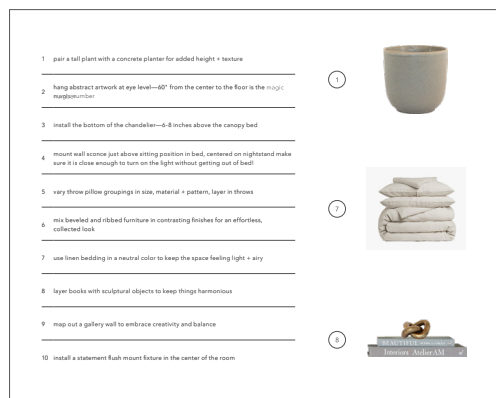 1 pair a tall plant with a concrete planter for added height + texture
2 hang abstract artwork at eye level—60" from the center to the floor is the magic
number
3 install the bottom of the chandelier—6-8 inches above the canopy bed
4 mount wall sconce just above sitting position in bed, centered on nightstand make
sure it is close enough to turn on the light without getting out of bed!
5 vary throw pillow groupings in size, material + pattern, layer in throws
6 mix beveled and ribbed furniture in contrasting finishes for an effortless,
collected look
7 use linen bedding in a neutral color to keep the space feeling light + airy
8 layer books with sculptural objects to keep things harmonious
9 map out a gallery wall to embrace creativity and balance
10 install a statement flush mount fixture in the center of the room
1
7
8
BEAUTIFUL
Interiors Atelier AM